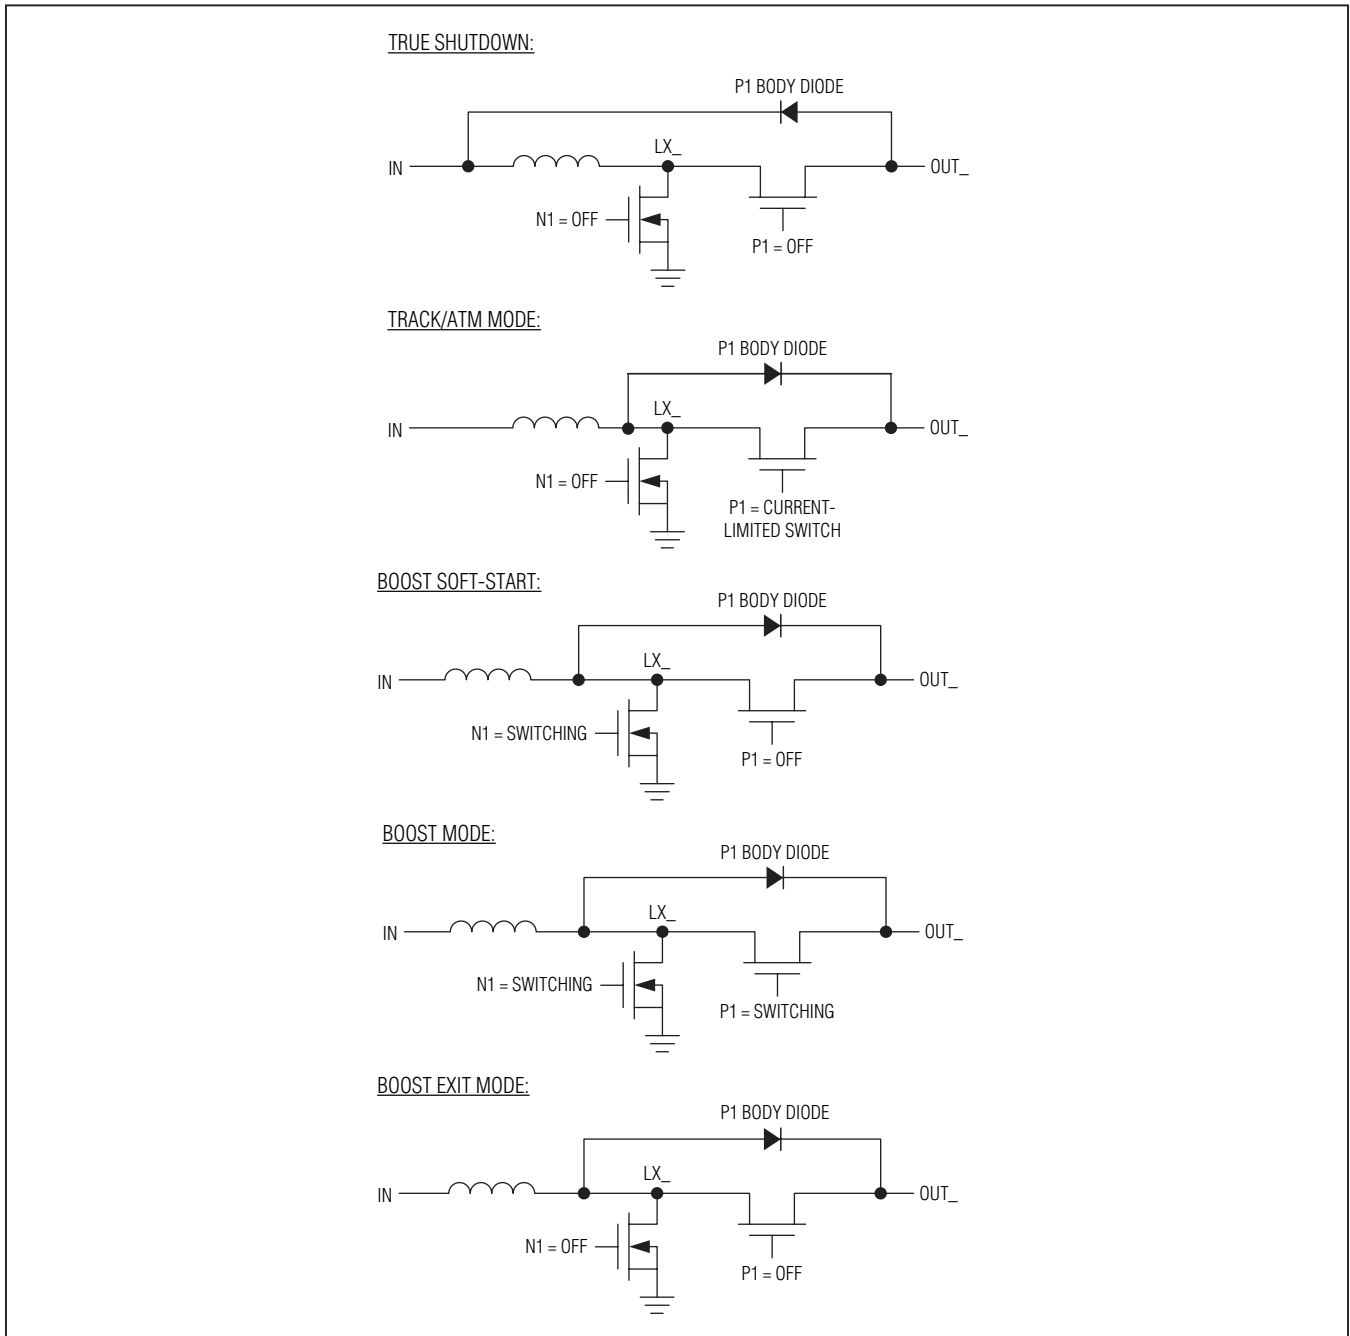 TRUE SHUTDOWN:
P1 BODY DIODE
LX_
IN
OUT_
N1 = OFF
P1 = OFF
TRACK/ATM MODE:
P1 BODY DIODE
LX_
IN
OUT_
N1 = OFF
P1 = CURRENT-
LIMITED SWITCH
BOOST SOFT-START:
P1 BODY DIODE
LX_
IN
OUT_
N1 = SWITCHING
P1 = OFF
BOOST MODE:
P1 BODY DIODE
LX_
IN
OUT_
N1 = SWITCHING
P1 = SWITCHING
BOOST EXIT MODE:
P1 BODY DIODE
LX_
IN
OUT_
N1 = OFF
P1 = OFF